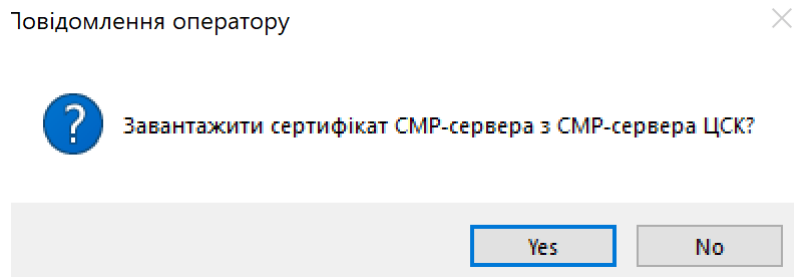 Повідомлення оператору
Завантажити сертифікат CMP-сервера з CMP-сервера ЦСК?
Yes
No